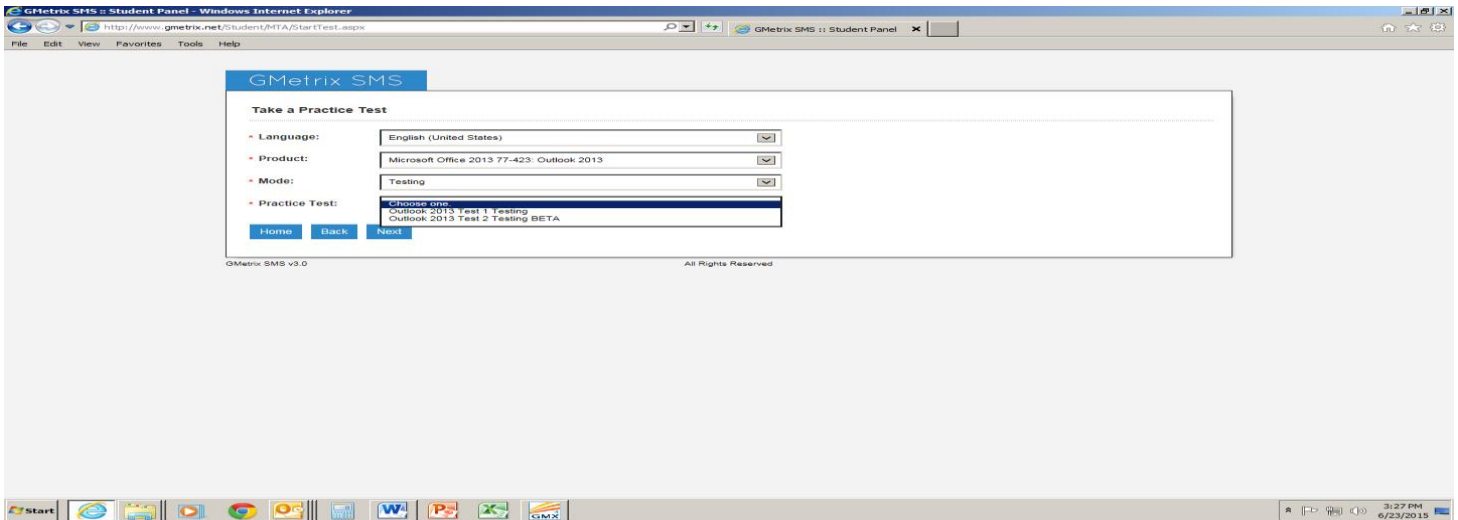 GMetrix SMS :: Student Panel - Windows Internet Explorer
http://www.gmetrix.net/Student/MTA/StartTest.aspx
GMetrix SMS :: Student Panel
File Edit View Favorites Tools Help
GMetrix SMS
Take a Practice Test
* Language: English (United States)
* Product: Microsoft Office 2013 77-423: Outlook 2013
* Mode: Testing
* Practice Test: Choose one.
Outlook 2013 Test 1 Testing
Outlook 2013 Test 2 Testing BETA
Home Back Next
GMetrix SMS v3.0 All Rights Reserved
Start GMX 3:27 PM
6/23/2015